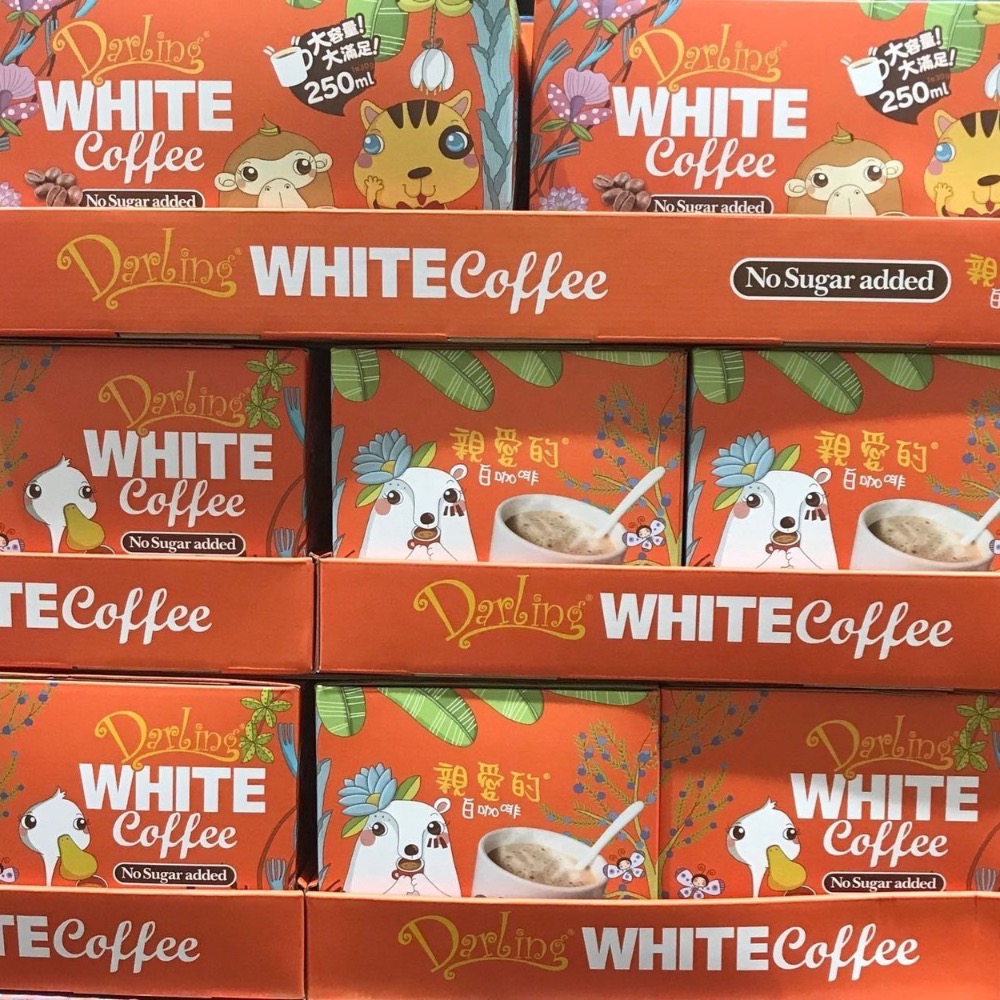 Darling
WHITE
Coffee
No Sugar added
大容量!
大滿足!
250ml
Darling
WHITE
Coffee
No Sugar added
大容量!
大滿足!
250ml
Darling WHITE Coffee
No Sugar added
親
Darling
WHITE
Coffee
No Sugar added
親愛的
白咖啡
親愛的
白咖啡
TE Coffee
Darling WHITE Coffee
Darling
WHITE
Coffee
No Sugar added
親愛的
白咖啡
Darling
WHITE
Coffee
No Sugar added
TE Coffee
Darling WHITE Coffee